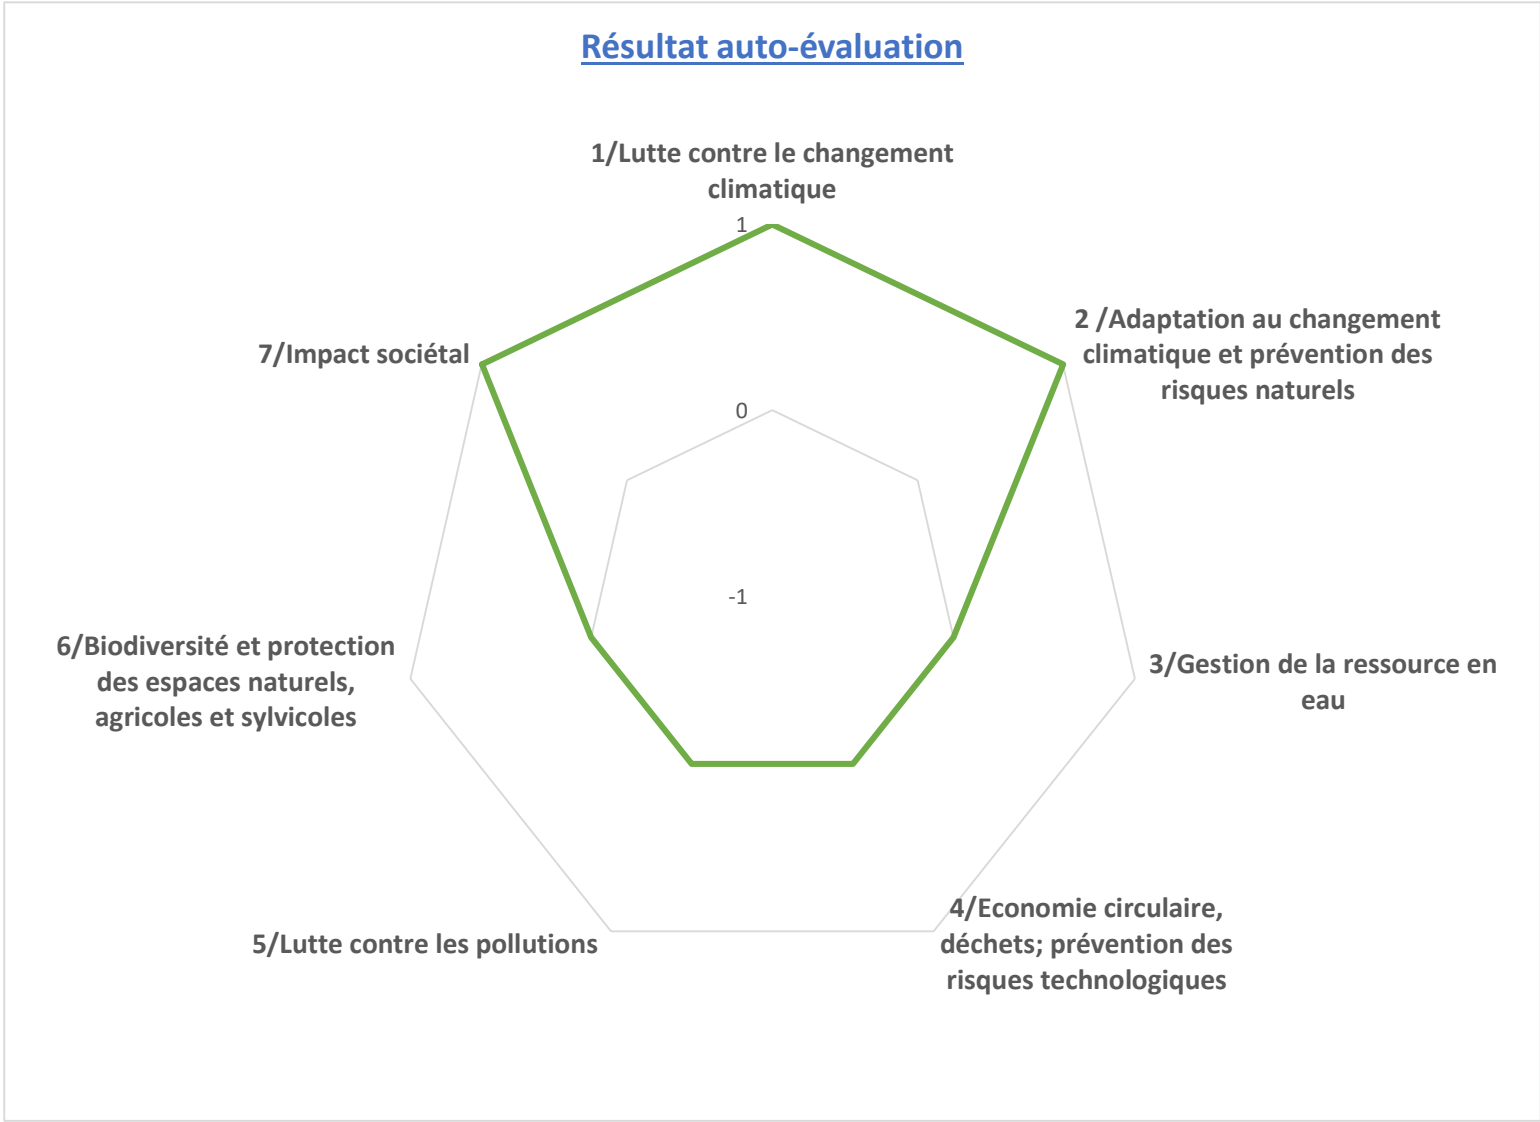 Résultat auto-évaluation
1/Lutte contre le changement
climatique
1
2 /Adaptation au changement
climatique et prévention des
risques naturels
7/Impact sociétal
0
-1
6/Biodiversité et protection
des espaces naturels,
agricoles et sylvicoles
3/Gestion de la ressource en
eau
4/Economie circulaire,
déchets; prévention des
risques technologiques
5/Lutte contre les pollutions